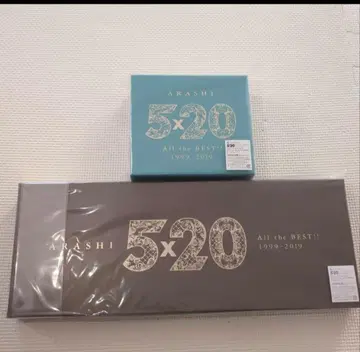 ARASHI
5x20
All the BEST!!
1999-2019
ARASHI
5x20
All the BEST!!
1999-2019